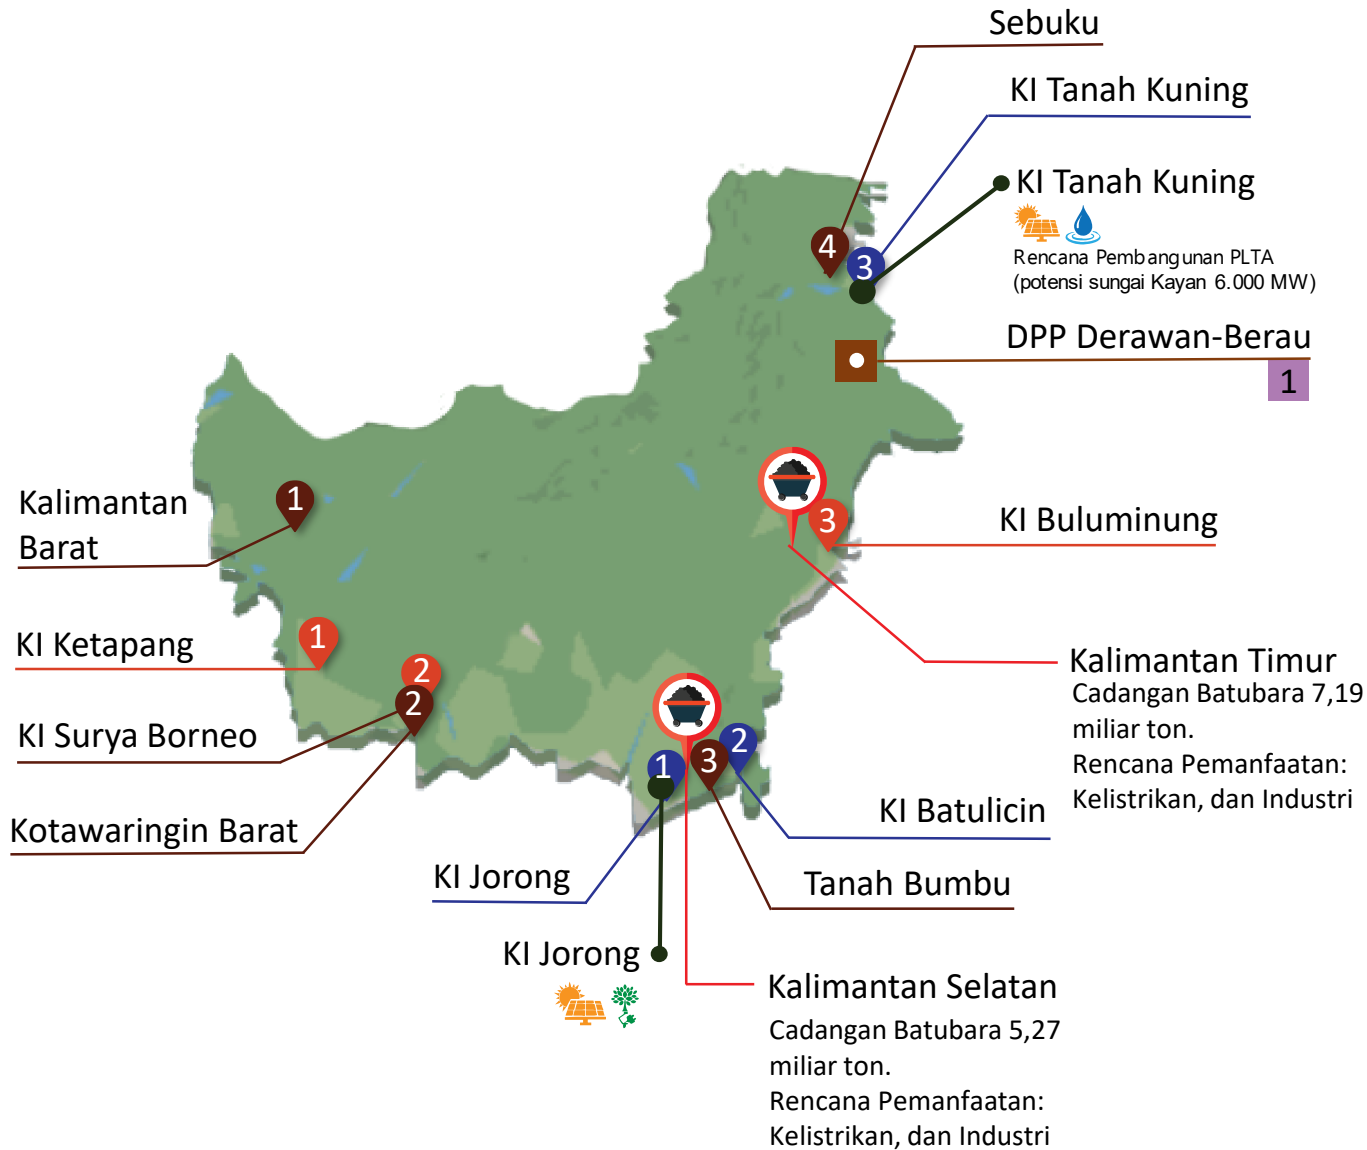 Sebuku
KI Tanah Kuning
KI Tanah Kuning
Rencana Pembangunan PLTA
(potensi sungai Kayan 6.000 MW)
4
3
DPP Derawan-Berau
1
Kalimantan
Barat
1
3
KI Buluminung
KI Ketapang
1
2
2
KI Surya Borneo
Kotawaringin Barat
Kalimantan Timur
Cadangan Batubara 7,19
miliar ton.
Rencana Pemanfaatan:
Kelistrikan, dan Industri
1
3
2
KI Batulicin
KI Jorong
Tanah Bumbu
KI Jorong
Kalimantan Selatan
Cadangan Batubara 5,27
miliar ton.
Rencana Pemanfaatan:
Kelistrikan, dan Industri